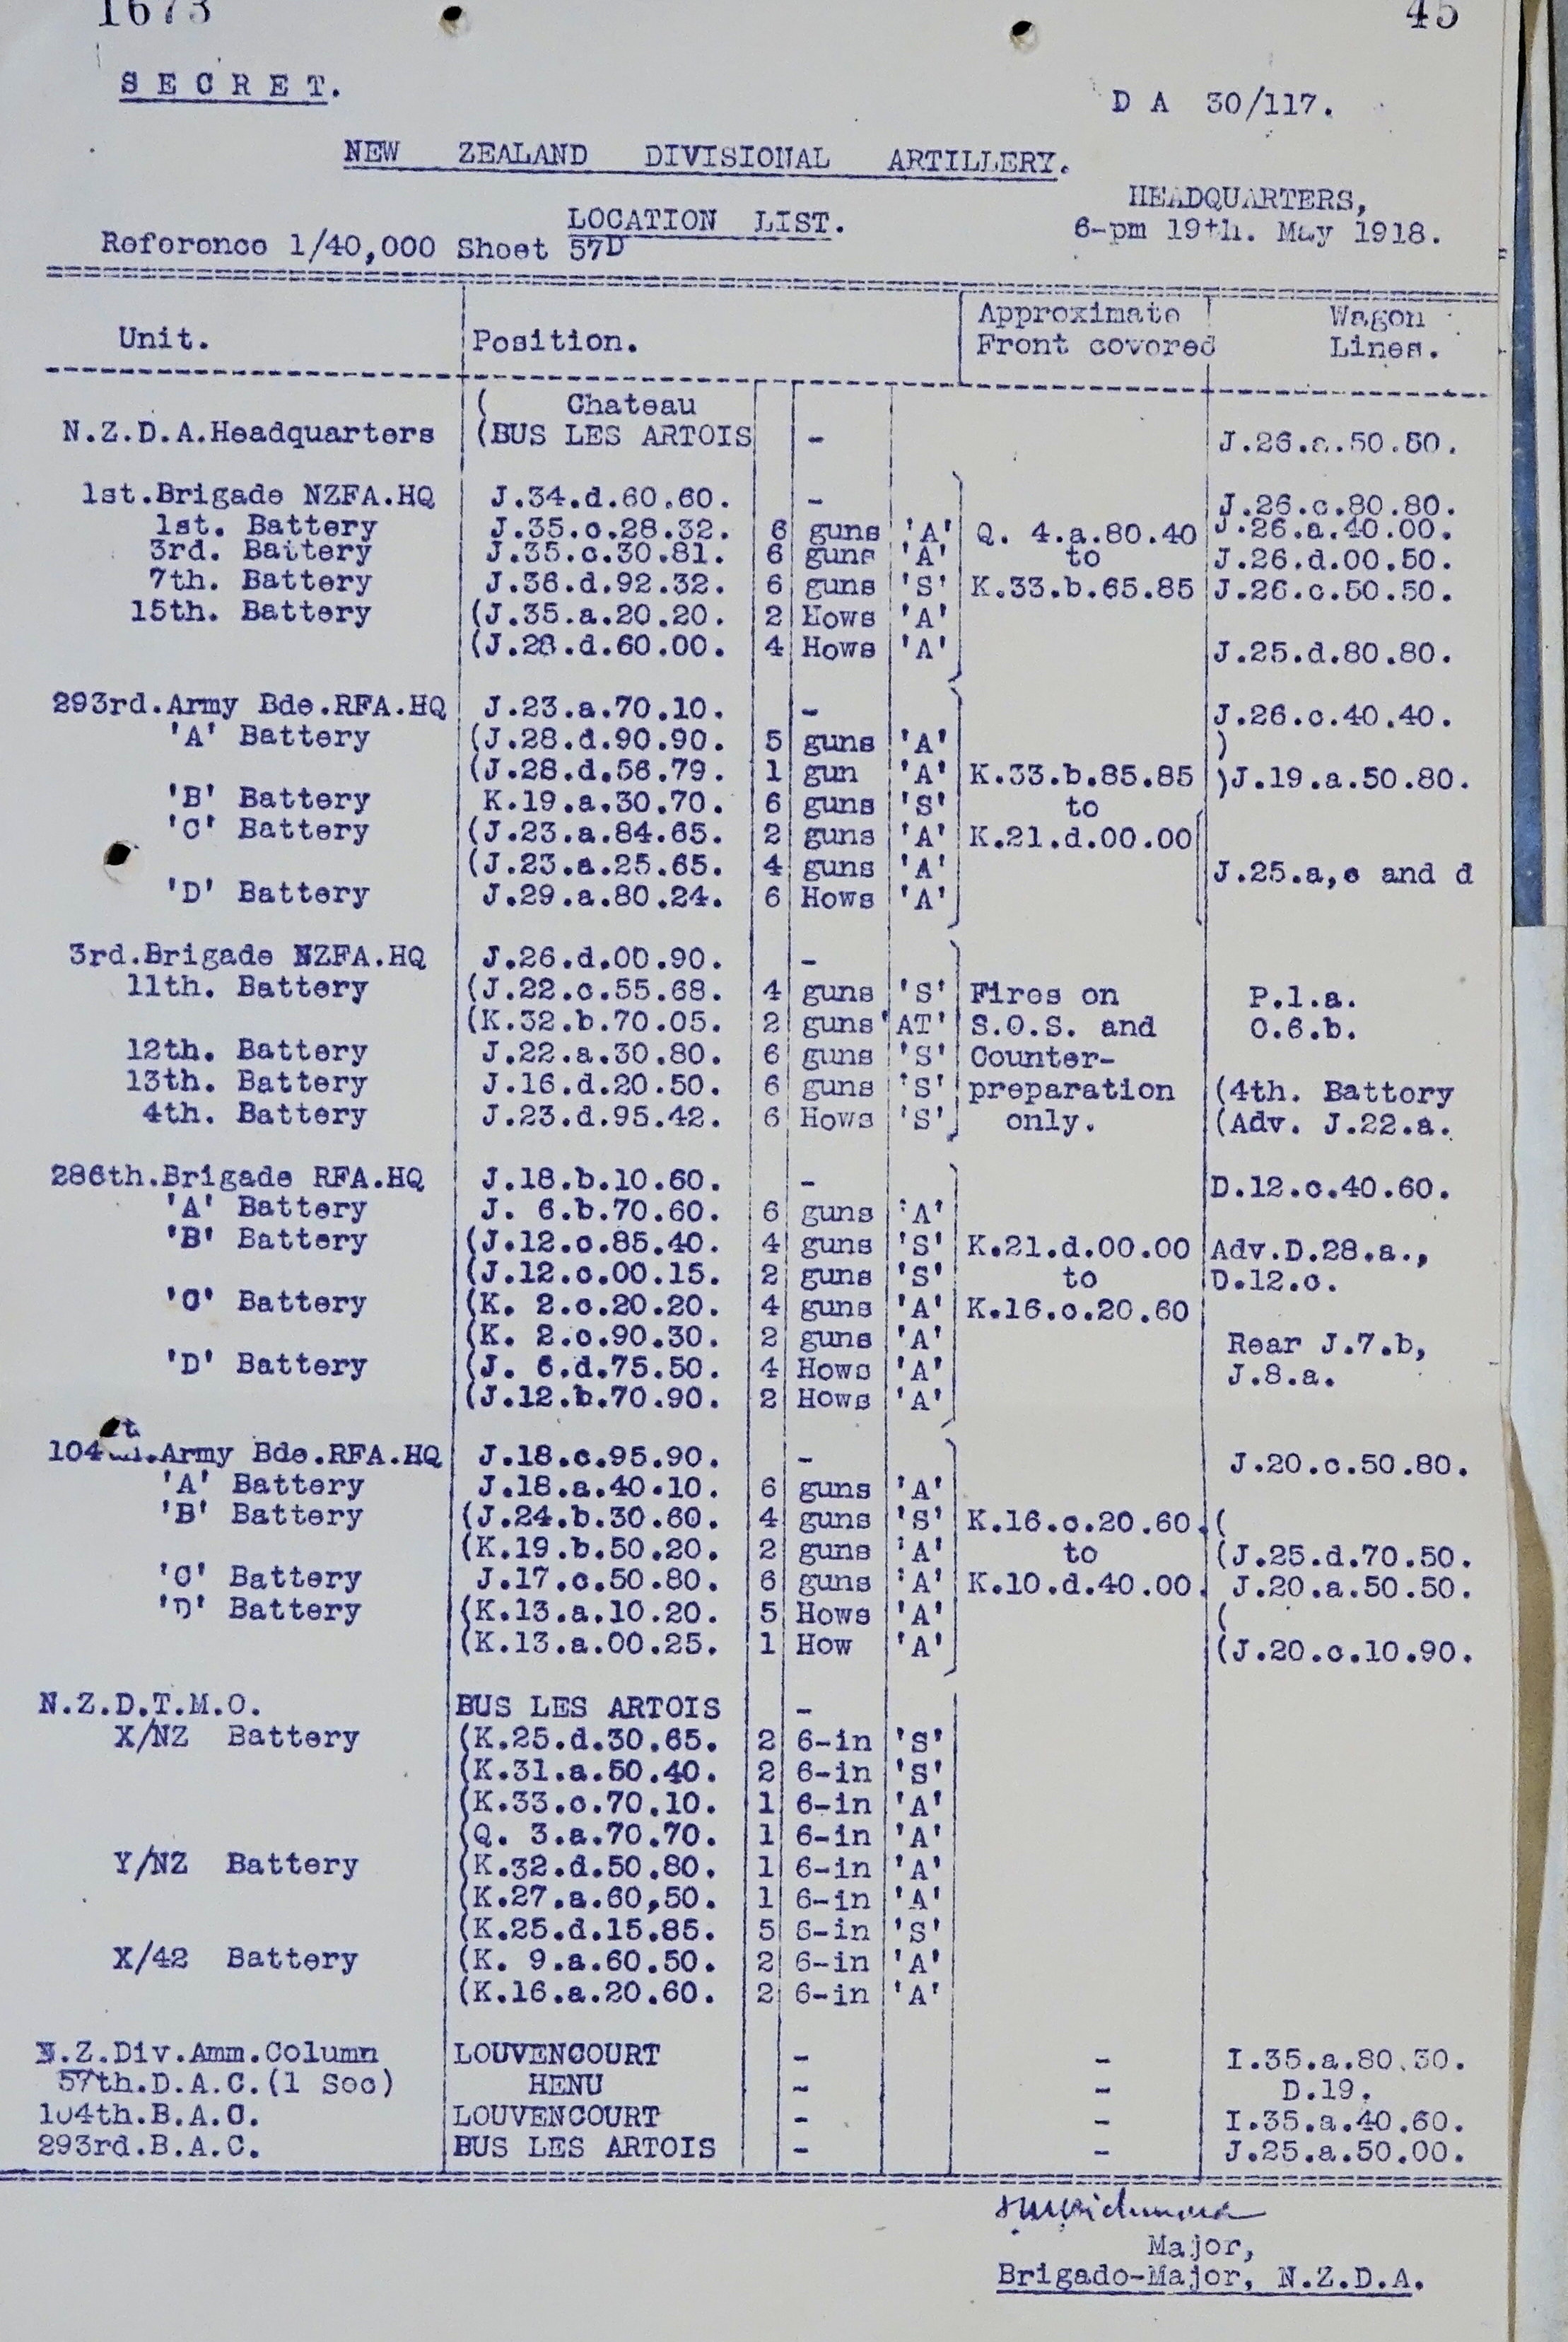 1673 45
SECRET.
D A 30/117.
NEW ZEALAND DIVISIONAL ARTILLERY.
HEADQUARTERS,
LOCATION LIST. 6-pm 19th. May 1918.
Reference 1/40,000 Sheet 57D
Unit. Position. Approximate Front covered Wagon Lines.
( Chateau
N.Z.D.A.Headquarters (BUS LES ARTOIS - J.26.a.50.80.
1st.Brigade NZFA.HQ J.34.d.60.60. - J.26.c.80.80.
1st. Battery J.35.c.28.32. 6 guns 'A' Q. 4.a.80.40 J.26.a.40.00.
3rd. Battery J.35.c.30.81. 6 guns 'A' to J.26.d.00.50.
7th. Battery J.36.d.92.32. 6 guns 'S' K.33.b.65.85 J.26.c.50.50.
15th. Battery (J.35.a.20.20. 2 Hows 'A'
(J.28.d.60.00. 4 Hows 'A' J.25.d.80.80.
293rd.Army Bde.RFA.HQ J.23.a.70.10. - J.26.c.40.40.
'A' Battery (J.28.d.90.90. 5 guns 'A' )
(J.28.d.56.79. 1 gun 'A' K.33.b.85.85 )J.19.a.50.80.
'B' Battery K.19.a.30.70. 6 guns 'S' to
'C' Battery (J.23.a.84.65. 2 guns 'A' K.21.d.00.00
(J.23.a.25.65. 4 guns 'A' J.25.a,c and d
'D' Battery J.29.a.80.24. 6 Hows 'A'
3rd.Brigade NZFA.HQ J.26.d.00.90. -
11th. Battery (J.22.c.55.68. 4 guns 'S' Fires on P.1.a.
(K.32.b.70.05. 2 guns 'AT' S.O.S. and O.6.b.
12th. Battery J.22.a.30.80. 6 guns 'S' Counter-
13th. Battery J.16.d.20.50. 6 guns 'S' preparation (4th. Battery
4th. Battery J.23.d.95.42. 6 Hows 'S' only. (Adv. J.22.a.
286th.Brigade RFA.HQ J.18.b.10.60. - D.12.c.40.60.
'A' Battery J. 6.b.70.60. 6 guns 'A'
'B' Battery (J.12.c.85.40. 4 guns 'S' K.21.d.00.00 Adv.D.28.a.,
(J.12.c.00.15. 2 guns 'S' to D.12.c.
'C' Battery (K. 2.c.20.20. 4 guns 'A' K.16.c.20.60
(K. 2.c.90.30. 2 guns 'A' Rear J.7.b,
'D' Battery (J. 6.d.75.50. 4 Hows 'A' J.8.a.
(J.12.b.70.90. 2 Hows 'A'
104th.Army Bde.RFA.HQ J.18.c.95.90. - J.20.c.50.80.
'A' Battery J.18.a.40.10. 6 guns 'A'
'B' Battery (J.24.b.30.60. 4 guns 'S' K.16.c.20.60. (
(K.19.b.50.20. 2 guns 'A' to (J.25.d.70.50.
'C' Battery J.17.c.50.80. 6 guns 'A' K.10.d.40.00. J.20.a.50.50.
'D' Battery (K.13.a.10.20. 5 Hows 'A' (
(K.13.a.00.25. 1 How 'A' (J.20.c.10.90.
N.Z.D.T.M.O. BUS LES ARTOIS -
X/NZ Battery (K.25.d.30.65. 2 6-in 'S'
(K.31.a.50.40. 2 6-in 'S'
(K.33.c.70.10. 1 6-in 'A'
(Q. 3.a.70.70. 1 6-in 'A'
Y/NZ Battery (K.32.d.50.80. 1 6-in 'A'
(K.27.a.60,50. 1 6-in 'A'
(K.25.d.15.85. 5 6-in 'S'
X/42 Battery (K. 9.a.60.50. 2 6-in 'A'
(K.16.a.20.60. 2 6-in 'A'
N.Z.Div.Amm.Column LOUVENCOURT - - I.35.a.80.30.
57th.D.A.C.(1 Sec) HENU - - D.19.
104th.B.A.C. LOUVENCOURT - - I.35.a.40.60.
293rd.B.A.C. BUS LES ARTOIS - - J.25.a.50.00.
Major,
Brigade-Major, N.Z.D.A.